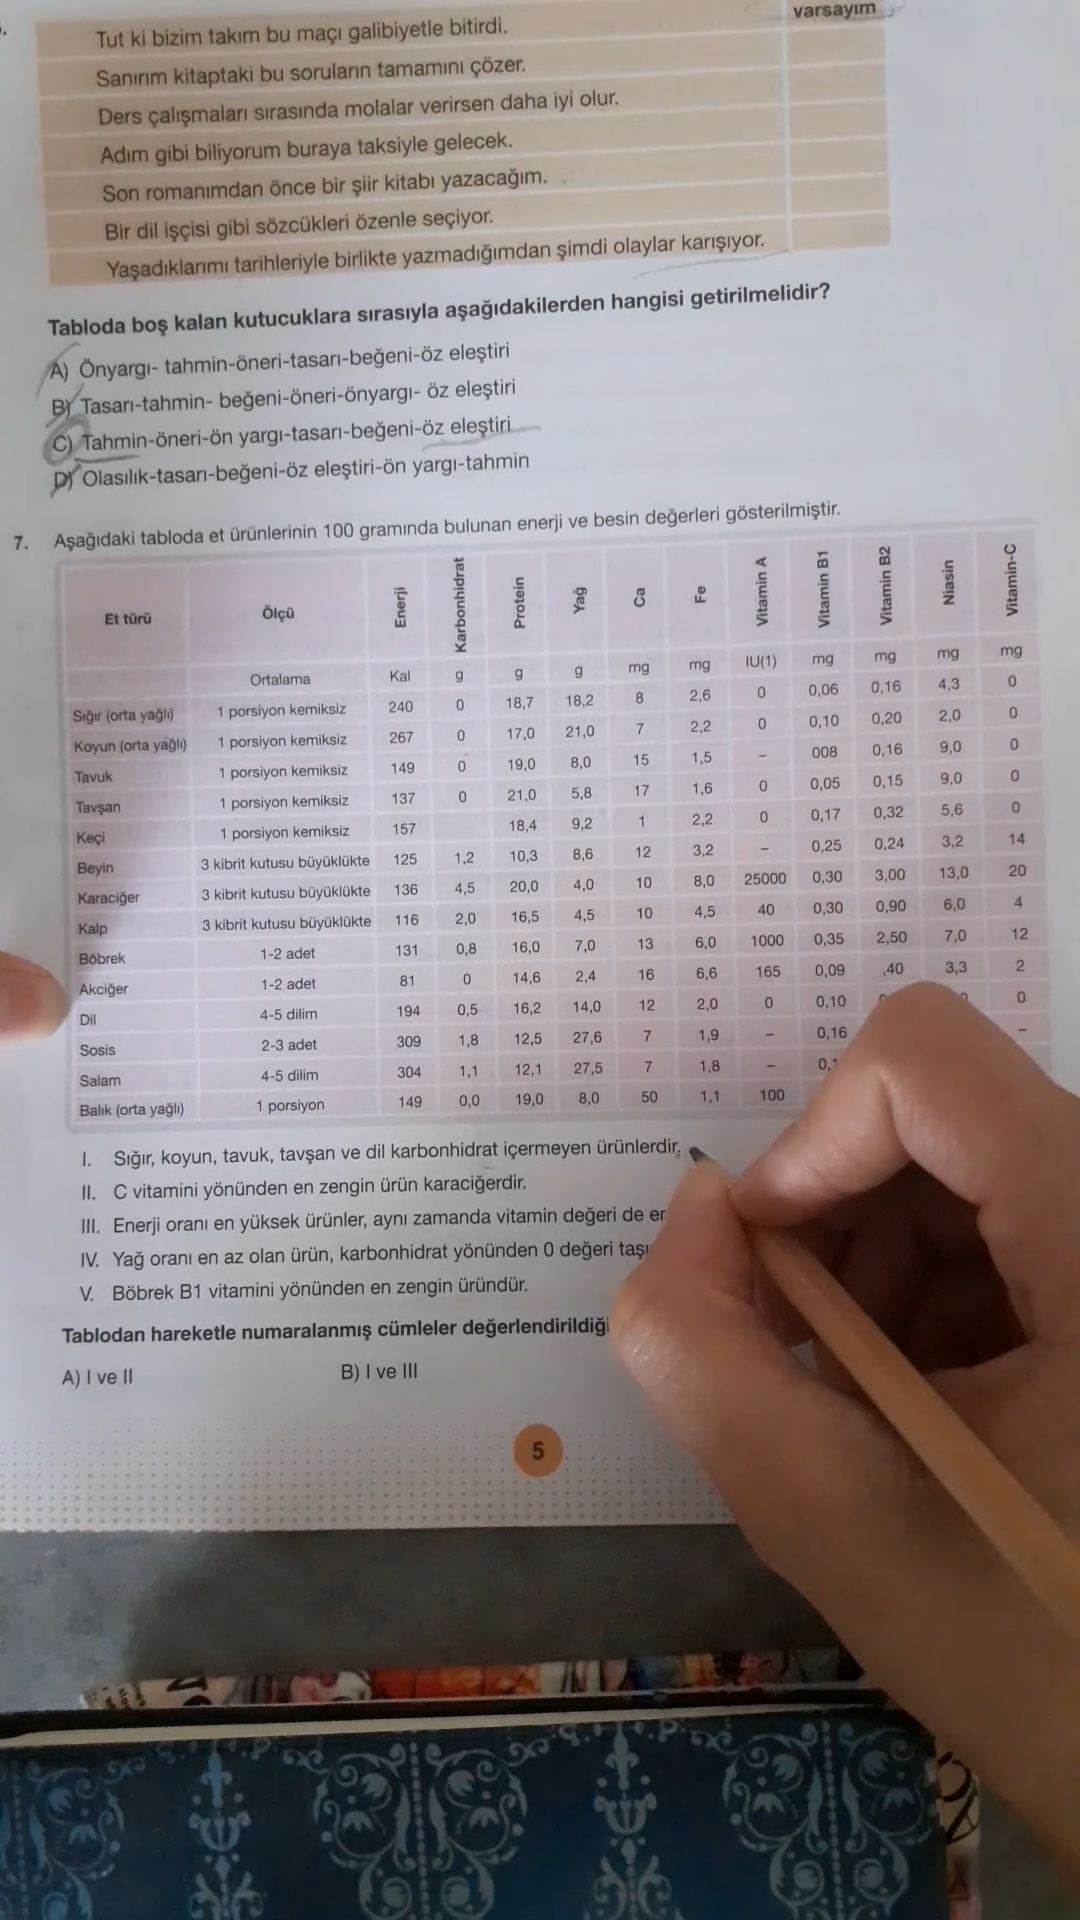 varsayım
Tut ki bizim takım bu maçı galibiyetle bitirdi.
Sanırım kitaptaki bu soruların tamamını çözer.
Ders çalışmaları sırasında molalar verirsen daha iyi olur.
Adım gibi biliyorum buraya taksiyle gelecek.
Son romanımdan önce bir şiir kitabı yazacağım.
Bir dil işçisi gibi sözcükleri özenle seçiyor.
Yaşadıklarımı tarihleriyle birlikte yazmadığımdan şimdi olaylar karışıyor.
Tabloda boş kalan kutucuklara sırasıyla aşağıdakilerden hangisi getirilmelidir?
A) Önyargı- tahmin-öneri-tasarı-beğeni-öz eleştiri
B) Tasarı-tahmin- beğeni-öneri-önyargı- öz eleştiri
C) Tahmin-öneri-ön yargı-tasarı-beğeni-öz eleştiri
D) Olasılık-tasarı-beğeni-öz eleştiri-ön yargı-tahmin
7. Aşağıdaki tabloda et ürünlerinin 100 gramında bulunan enerji ve besin değerleri gösterilmiştir.
Et türü Ölçü Enerji Karbonhidrat Protein Yağ Ca Fe Vitamin A Vitamin B1 Vitamin B2 Niasin Vitamin-C
Ortalama Kal g g g mg mg IU(1) mg mg mg mg
Sığır (orta yağlı) 1 porsiyon kemiksiz 240 0 18,7 18,2 8 2,6 0 0,06 0,16 4,3 0
Koyun (orta yağlı) 1 porsiyon kemiksiz 267 0 17,0 21,0 7 2,2 0 0,10 0,20 2,0 0
Tavuk 1 porsiyon kemiksiz 149 0 19,0 8,0 15 1,5 – 008 0,16 9,0 0
Tavşan 1 porsiyon kemiksiz 137 0 21,0 5,8 17 1,6 0 0,05 0,15 9,0 0
Keçi 1 porsiyon kemiksiz 157 18,4 9,2 1 2,2 0 0,17 0,32 5,6 0
Beyin 3 kibrit kutusu büyüklükte 125 1,2 10,3 8,6 12 3,2 – 0,25 0,24 3,2 14
Karaciğer 3 kibrit kutusu büyüklükte 136 4,5 20,0 4,0 10 8,0 25000 0,30 3,00 13,0 20
Kalp 3 kibrit kutusu büyüklükte 116 2,0 16,5 4,5 10 4,5 40 0,30 0,90 6,0 4
Böbrek 1-2 adet 131 0,8 16,0 7,0 13 6,0 1000 0,35 2,50 7,0 12
Akciğer 1-2 adet 81 0 14,6 2,4 16 6,6 165 0,09 ,40 3,3 2
Dil 4-5 dilim 194 0,5 16,2 14,0 12 2,0 0 0,10 0
Sosis 2-3 adet 309 1,8 12,5 27,6 7 1,9 – 0,16 –
Salam 4-5 dilim 304 1,1 12,1 27,5 7 1,8 –
Balık (orta yağlı) 1 porsiyon 149 0,0 19,0 8,0 50 1,1 100
I. Sığır, koyun, tavuk, tavşan ve dil karbonhidrat içermeyen ürünlerdir.
II. C vitamini yönünden en zengin ürün karaciğerdir.
III. Enerji oranı en yüksek ürünler, aynı zamanda vitamin değeri de
IV. Yağ oranı en az olan ürün, karbonhidrat yönünden 0 değeri
V. Böbrek B1 vitamini yönünden en zengin üründür.
Tablodan hareketle numaralanmış cümleler
A) I ve II B) I ve III
5